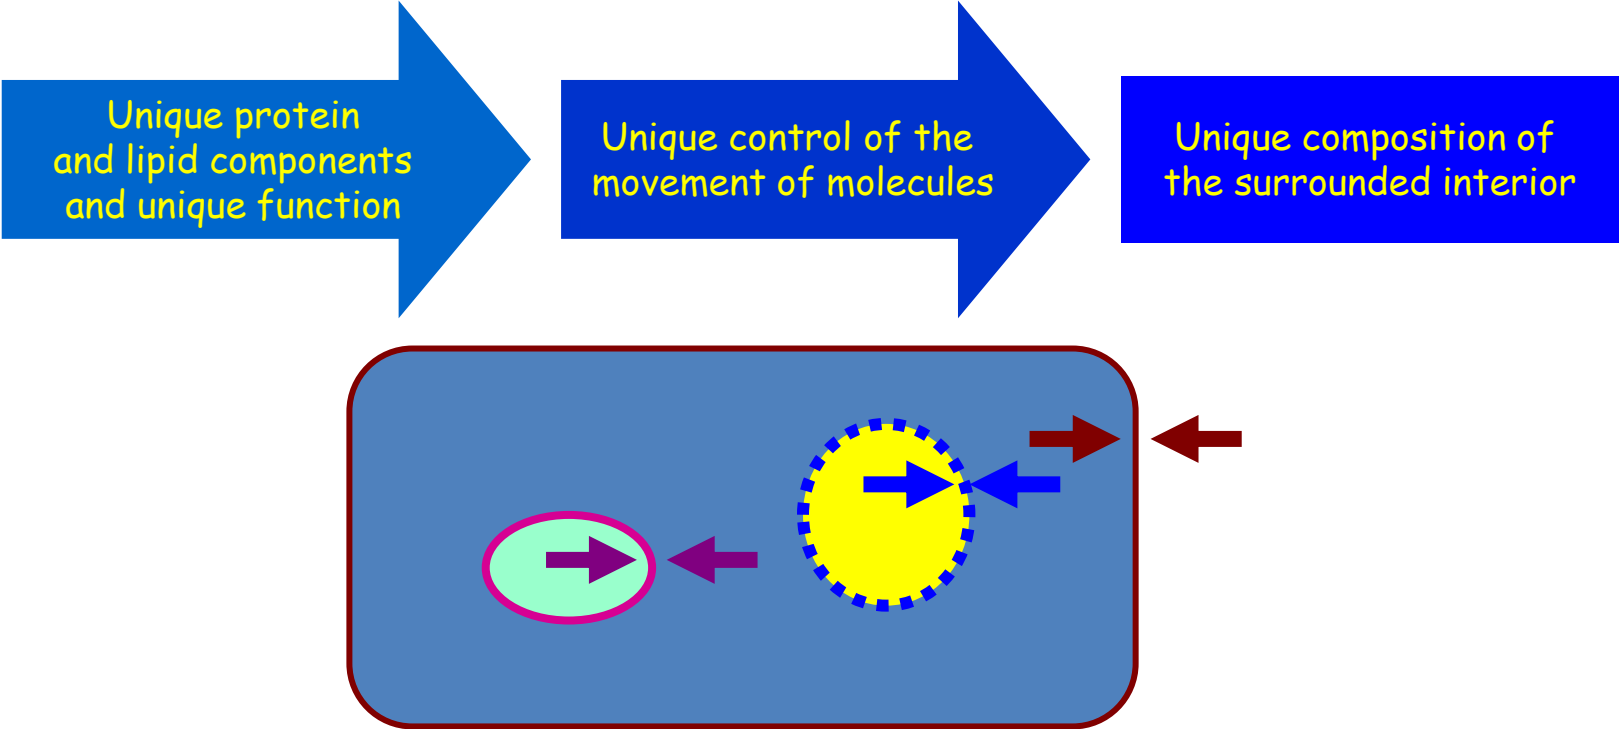 Unique protein
and lipid components
and unique function
Unique control of the
movement of molecules
Unique composition of
the surrounded interior